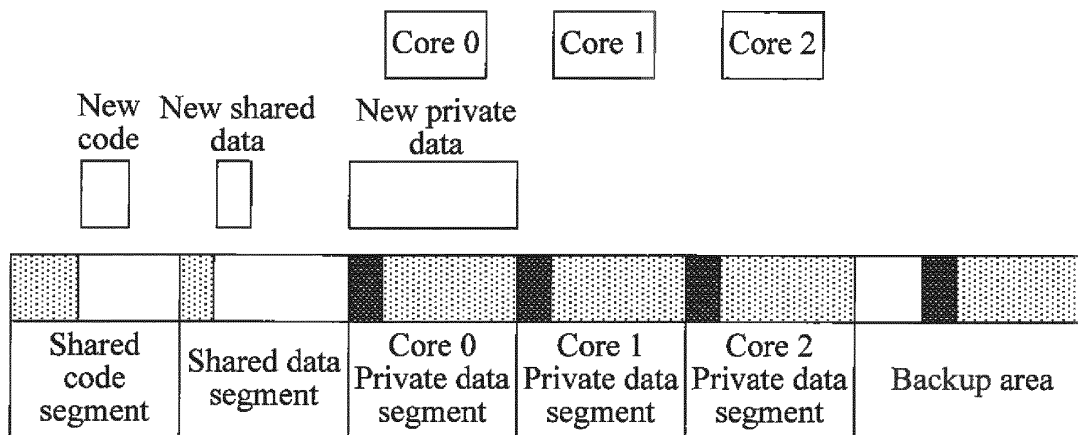 Core 0
Core 1
Core 2
New
code
New shared
data
New private
data
Shared
code
segment
Shared data
segment
Core 0
Private data
segment
Core 1
Private data
segment
Core 2
Private data
segment
Backup area